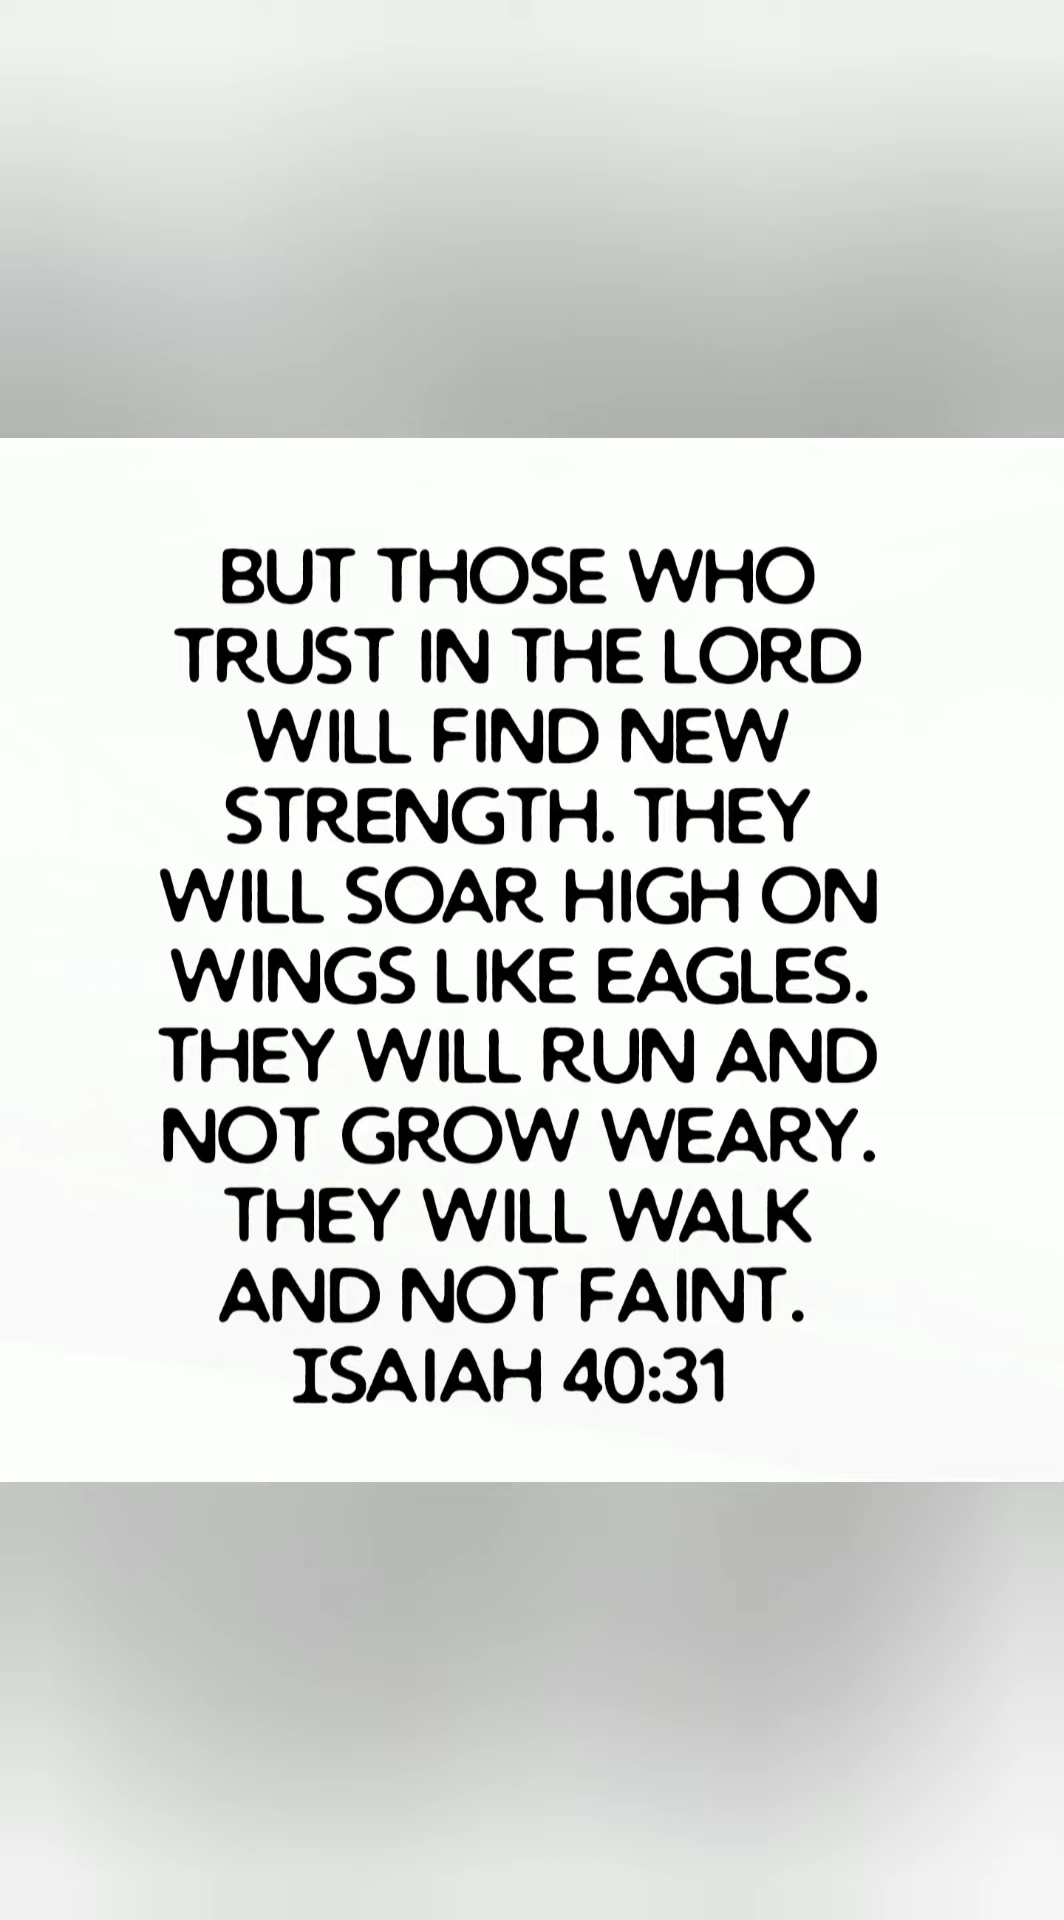 BUT THOSE WHO
TRUST IN THE LORD
WILL FIND NEW
STRENGTH. THEY
WILL SOAR HIGH ON
WINGS LIKE EAGLES.
THEY WILL RUN AND
NOT GROW WEARY.
THEY WILL WALK
AND NOT FAINT.
ISAIAH 40:31